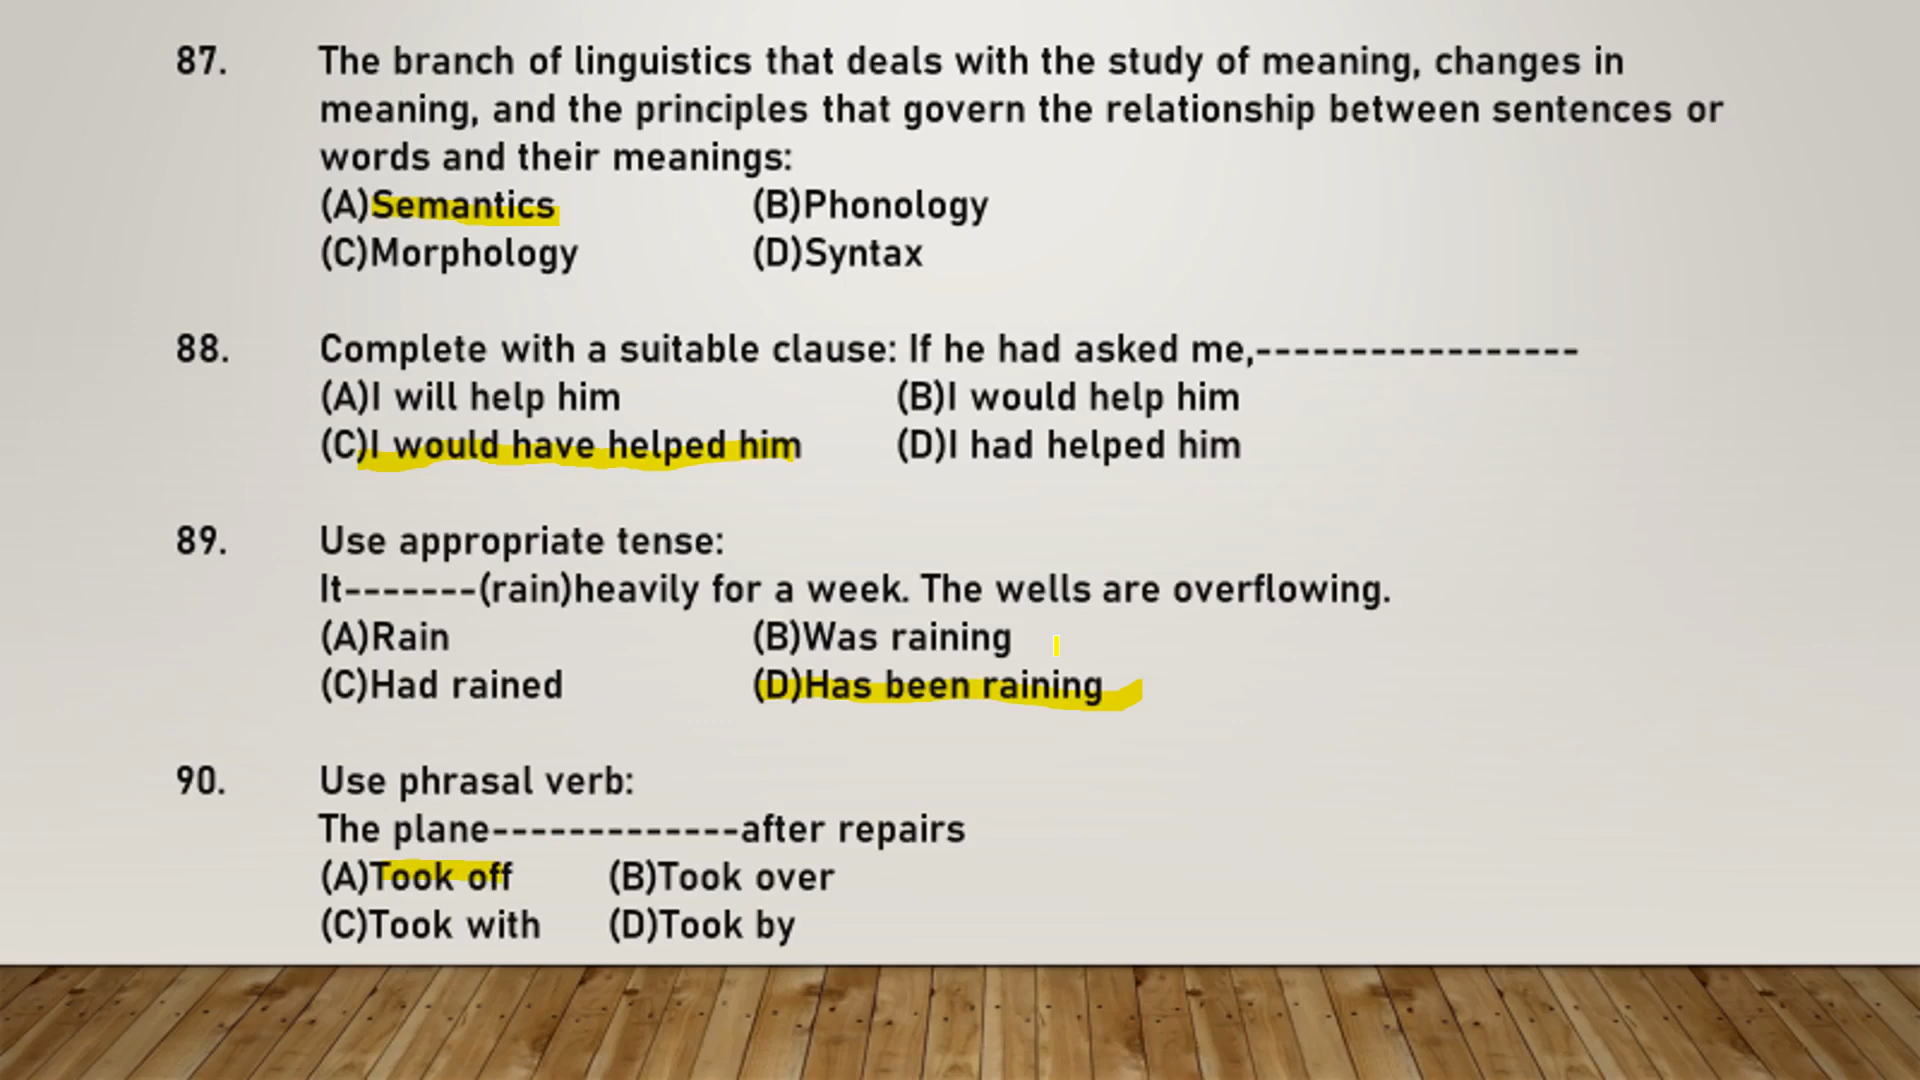 87. The branch of linguistics that deals with the study of meaning, changes in
meaning, and the principles that govern the relationship between sentences or
words and their meanings:
(A)Semantics (B)Phonology
(C)Morphology (D)Syntax
88. Complete with a suitable clause: If he had asked me,-----------------
(A)I will help him (B)I would help him
(C)I would have helped him (D)I had helped him
89. Use appropriate tense:
It-------(rain)heavily for a week. The wells are overflowing.
(A)Rain (B)Was raining
(C)Had rained (D)Has been raining
90. Use phrasal verb:
The plane-------------after repairs
(A)Took off (B)Took over
(C)Took with (D)Took by